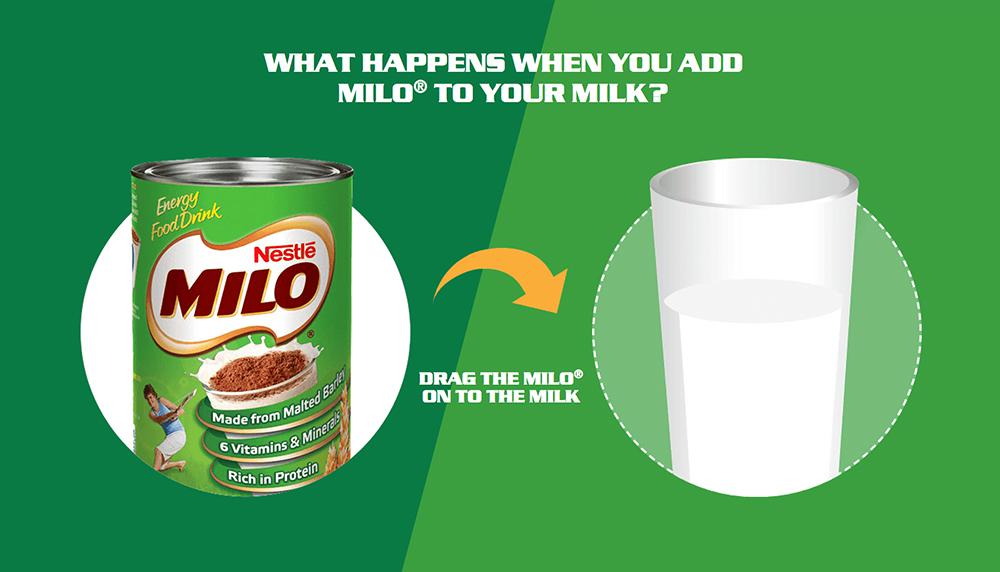 WHAT HAPPENS WHEN YOU ADD
MILO® TO YOUR MILK?
Energy
Food Drink
Nestlé
MILO
®
Made from Malted Barley
6 Vitamins & Minerals
Rich in Protein
DRAG THE MILO®
ON TO THE MILK